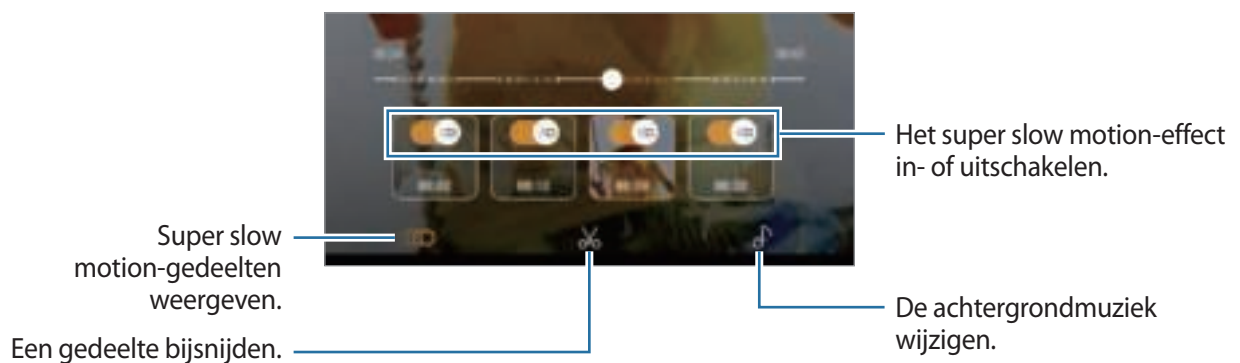 Het super slow motion-effect
in- of uitschakelen.
Super slow
motion-gedeelten
weergeven.
De achtergrondmuziek
wijzigen.
Een gedeelte bijsnijden.